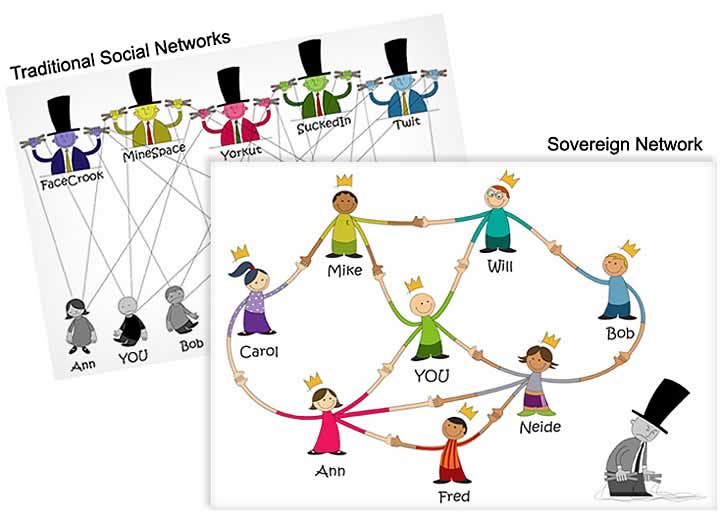 Traditional Social Networks
FaceCrook
MineSpace
Yorkut
SuckedIn
Twit
Ann
YOU
Bob
Sovereign Network
Mike
Will
Carol
YOU
Bob
Ann
Neide
Fred